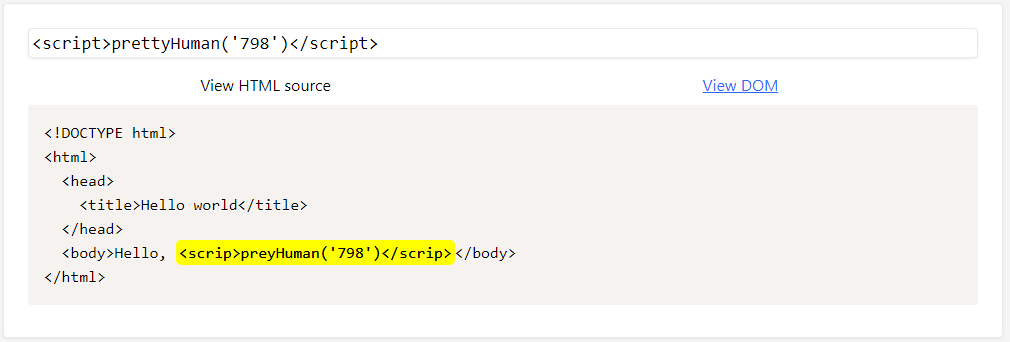 <script>prettyHuman('798')</script>
View HTML source
View DOM
<!DOCTYPE html>
<html>
  <head>
    <title>Hello world</title>
  </head>
  <body>Hello, <scrip>preyHuman('798')</scrip></body>
</html>